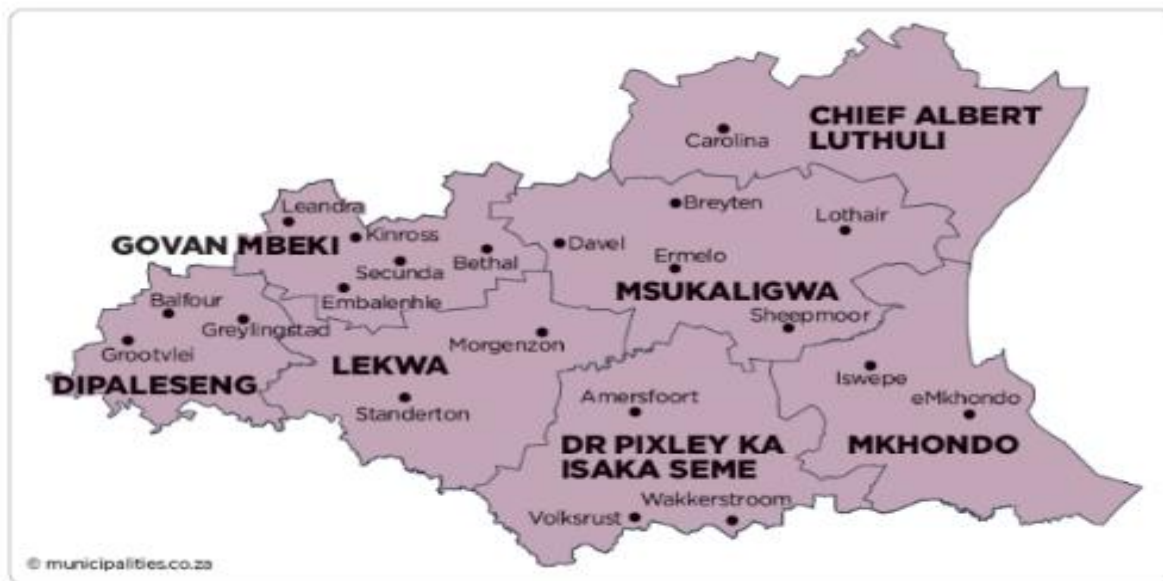 CHIEF ALBERT
LUTHULI
Carolina
Breyten
Lothair
Leandra
GOVAN MBEKI
Kinross
Davel
Bethal
Ermelo
Secunda
MSUKALIGWA
Embalenhle
Sheepmoor
Balfour
Greylingstad
Grootvlei
DIPALESENG
Morgenzon
LEKWA
Standerton
Iswepe
eMkhondo
MKHONDO
Amersfoort
DR PIXLEY KA
ISAKA SEME
Wakkerstroom
Volksrust
© municipalities.co.za